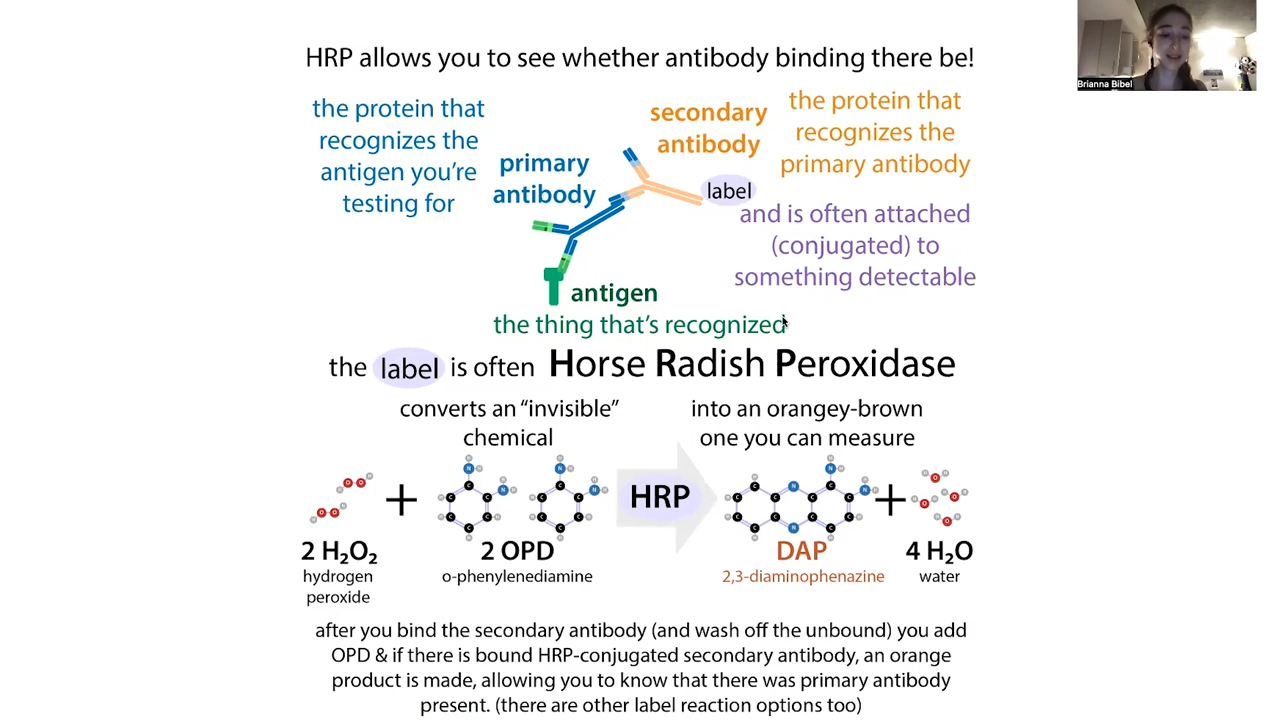 HRP allows you to see whether antibody binding there be!
Brianna Bibel
the protein that
recognizes the
antigen you're
testing for
primary
antibody
secondary
antibody
the protein that
recognizes the
primary antibody
label
and is often attached
(conjugated) to
something detectable
antigen
the thing that's recognized
the label is often Horse Radish Peroxidase
converts an "invisible"
chemical
into an orangey-brown
one you can measure
+
HRP
+
2 H₂O₂
hydrogen
peroxide
2 OPD
o-phenylenediamine
DAP
2,3-diaminophenazine
4 H₂O
water
after you bind the secondary antibody (and wash off the unbound) you add
OPD & if there is bound HRP-conjugated secondary antibody, an orange
product is made, allowing you to know that there was primary antibody
present. (there are other label reaction options too)